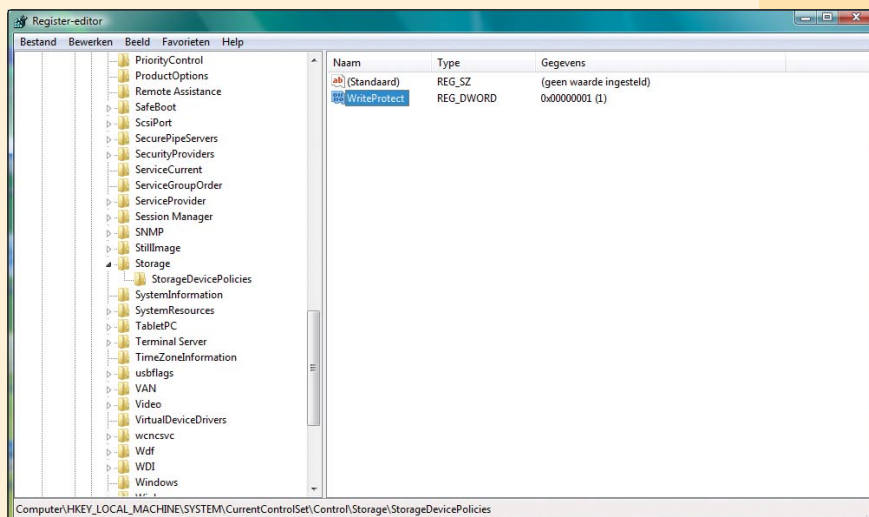 Register-editor
Bestand Bewerken Beeld Favorieten Help
PriorityControl
ProductOptions
Remote Assistance
SafeBoot
ScsiPort
SecurePipeServers
SecurityProviders
ServiceCurrent
ServiceGroupOrder
ServiceProvider
Session Manager
SNMP
StillImage
Storage
StorageDevicePolicies
SystemInformation
SystemResources
TabletPC
Terminal Server
TimeZoneInformation
usbflags
VAN
Video
VirtualDeviceDrivers
wcncsvc
Wdf
WDI
Windows
Naam Type Gegevens
(Standaard) REG_SZ (geen waarde ingesteld)
WriteProtect REG_DWORD 0x00000001 (1)
Computer\HKEY_LOCAL_MACHINE\SYSTEM\CurrentControlSet\Control\Storage\StorageDevicePolicies